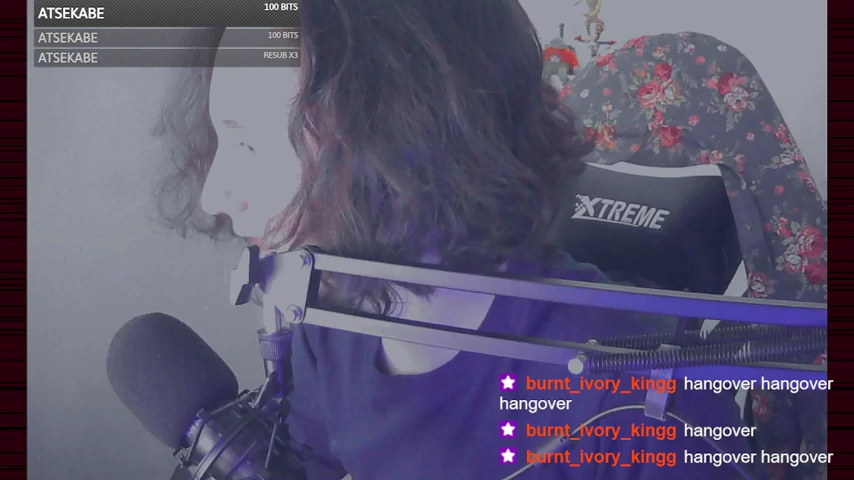 ATSEKABE 100 BITS
ATSEKABE 100 BITS
ATSEKABE RESUB X3
XTREME
burnt_ivory_kingg hangover hangover
hangover
burnt_ivory_kingg hangover
burnt_ivory_kingg hangover hangover